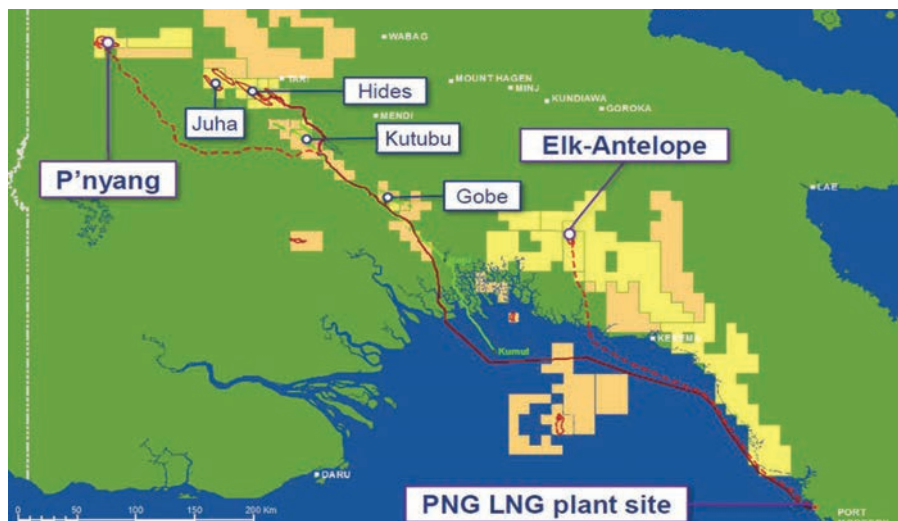 WABAG
TARI
MOUNT HAGEN
MINJ
KUNDIAWA
GOROKA
Hides
Juha
MENDI
Kutubu
P'nyang
Elk-Antelope
LAE
Gobe
KEREMA
Kumul
DARU
PNG LNG plant site
PORT
0 50 100 150 200 Km